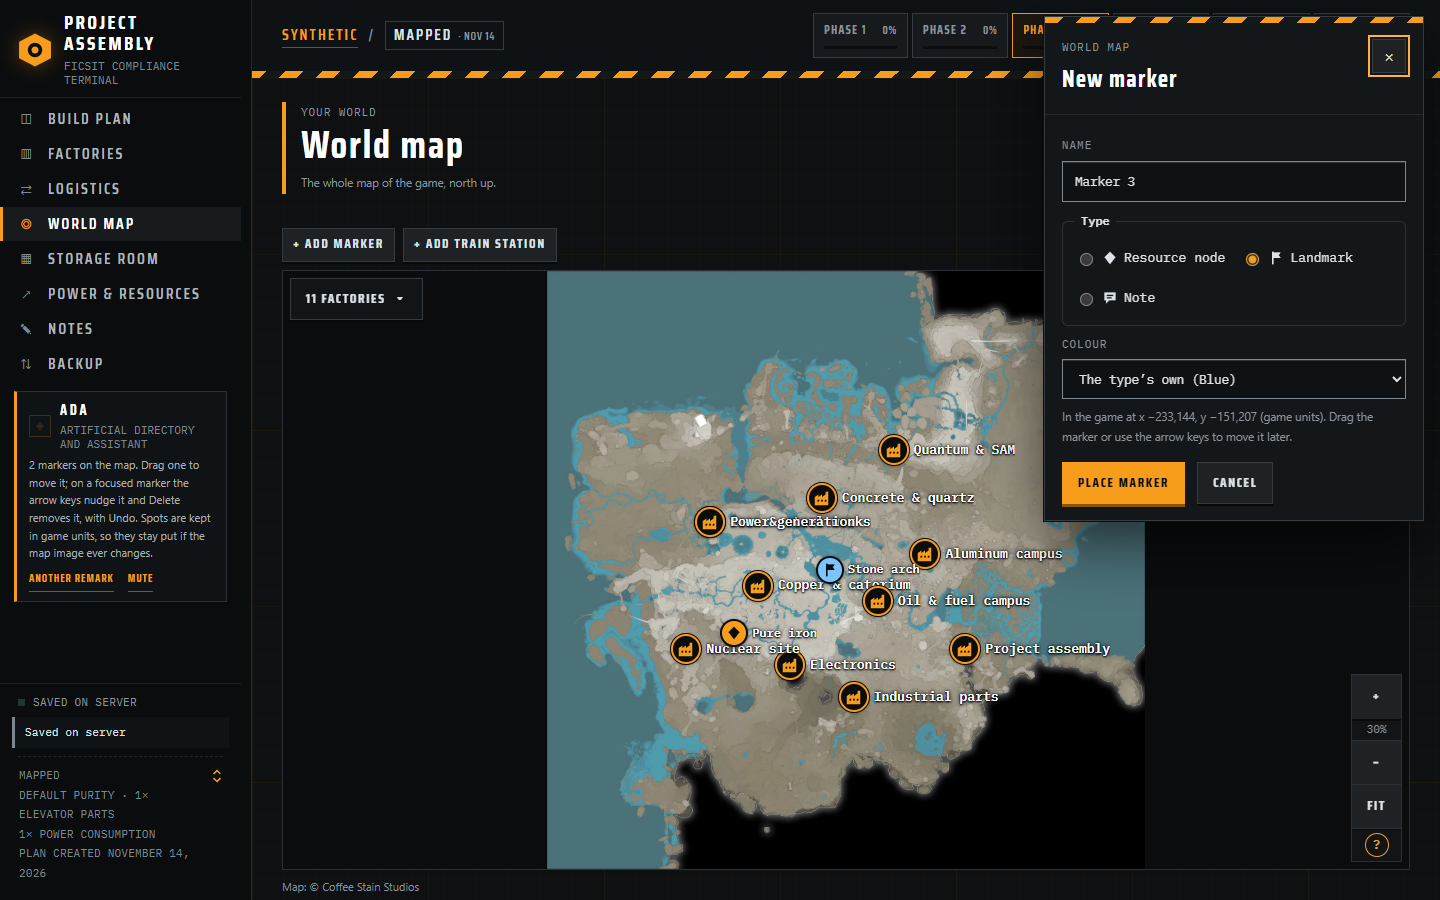 PROJECT
ASSEMBLY
FICSIT COMPLIANCE
TERMINAL
BUILD PLAN
FACTORIES
LOGISTICS
WORLD MAP
STORAGE ROOM
POWER & RESOURCES
NOTES
BACKUP
ADA
ARTIFICIAL DIRECTORY
AND ASSISTANT
2 markers on the map. Drag one to
move it; on a focused marker the
arrow keys nudge it and Delete
removes it, with Undo. Spots are kept
in game units, so they stay put if the
map image ever changes.
ANOTHER REMARK MUTE
SAVED ON SERVER
Saved on server
MAPPED
DEFAULT PURITY · 1×
ELEVATOR PARTS
1× POWER CONSUMPTION
PLAN CREATED NOVEMBER 14,
2026
SYNTHETIC / MAPPED · NOV 14
PHASE 1 0%
PHASE 2 0%
PHA
YOUR WORLD
World map
The whole map of the game, north up.
+ ADD MARKER
+ ADD TRAIN STATION
11 FACTORIES
Quantum & SAM
Concrete & quartz
Power&generationks
Aluminum campus
Stone arch
Copper & caterium
Oil & fuel campus
Pure iron
Nuclear site
Electronics
Project assembly
Industrial parts
+
30%
−
FIT
?
Map: © Coffee Stain Studios
WORLD MAP
New marker
×
NAME
Marker 3
Type
Resource node
Landmark
Note
COLOUR
The type’s own (Blue)
In the game at x −233,144, y −151,207 (game units). Drag the
marker or use the arrow keys to move it later.
PLACE MARKER
CANCEL